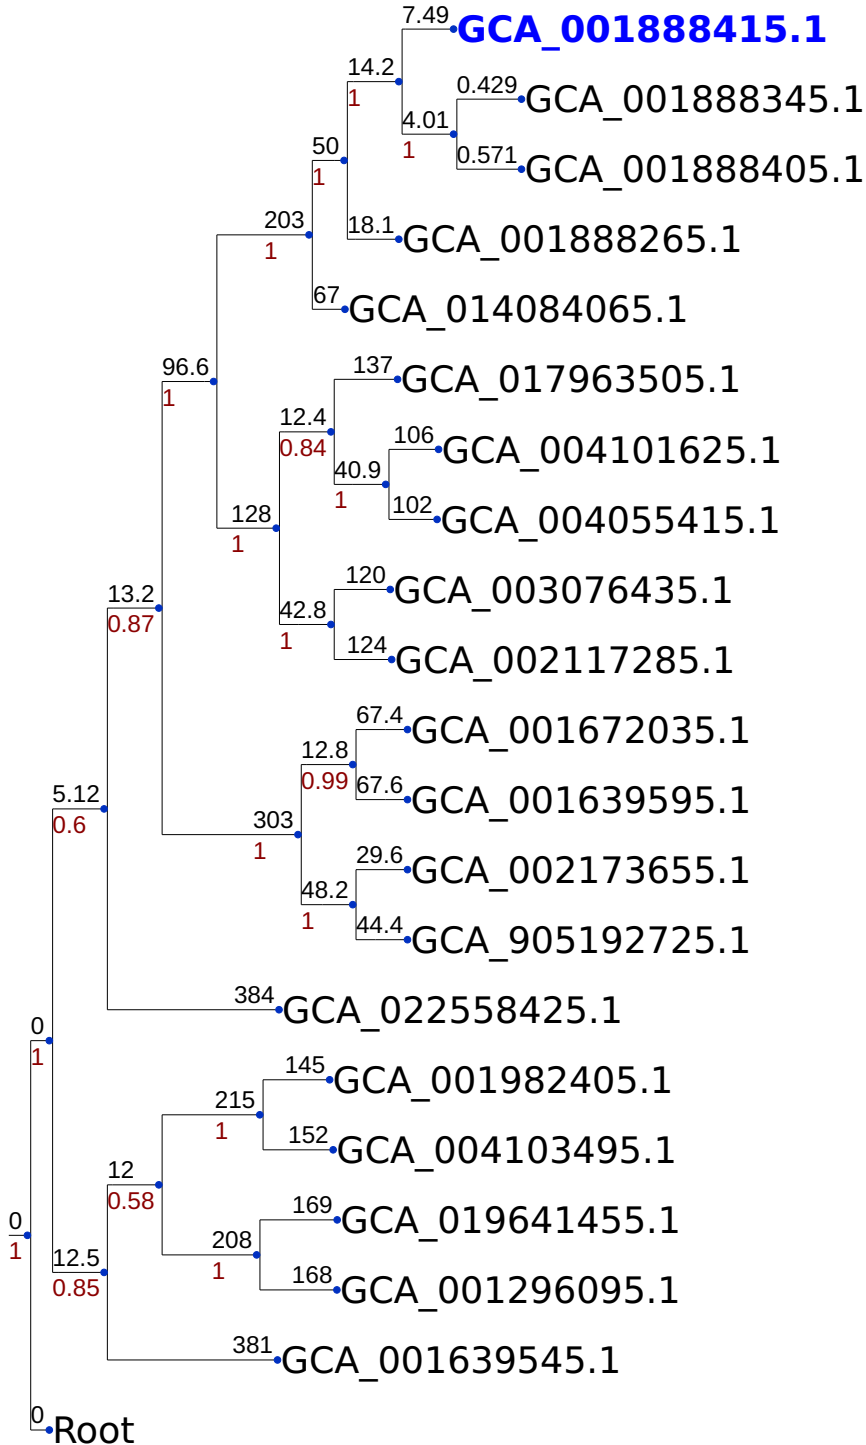 7.49
GCA_001888415.1
14.2
1
0.429
GCA_001888345.1
4.01
1
50
1
0.571
GCA_001888405.1
203
1
18.1
GCA_001888265.1
67
GCA_014084065.1
96.6
1
137
GCA_017963505.1
12.4
0.84
106
GCA_004101625.1
40.9
1
128
1
102
GCA_004055415.1
13.2
0.87
120
GCA_003076435.1
42.8
1
124
GCA_002117285.1
67.4
GCA_001672035.1
12.8
0.99
67.6
GCA_001639595.1
5.12
0.6
303
1
29.6
GCA_002173655.1
48.2
1
44.4
GCA_905192725.1
384
GCA_022558425.1
0
1
145
GCA_001982405.1
215
1
152
GCA_004103495.1
12
0.58
169
GCA_019641455.1
0
1
208
1
12.5
0.85
168
GCA_001296095.1
381
GCA_001639545.1
0
Root